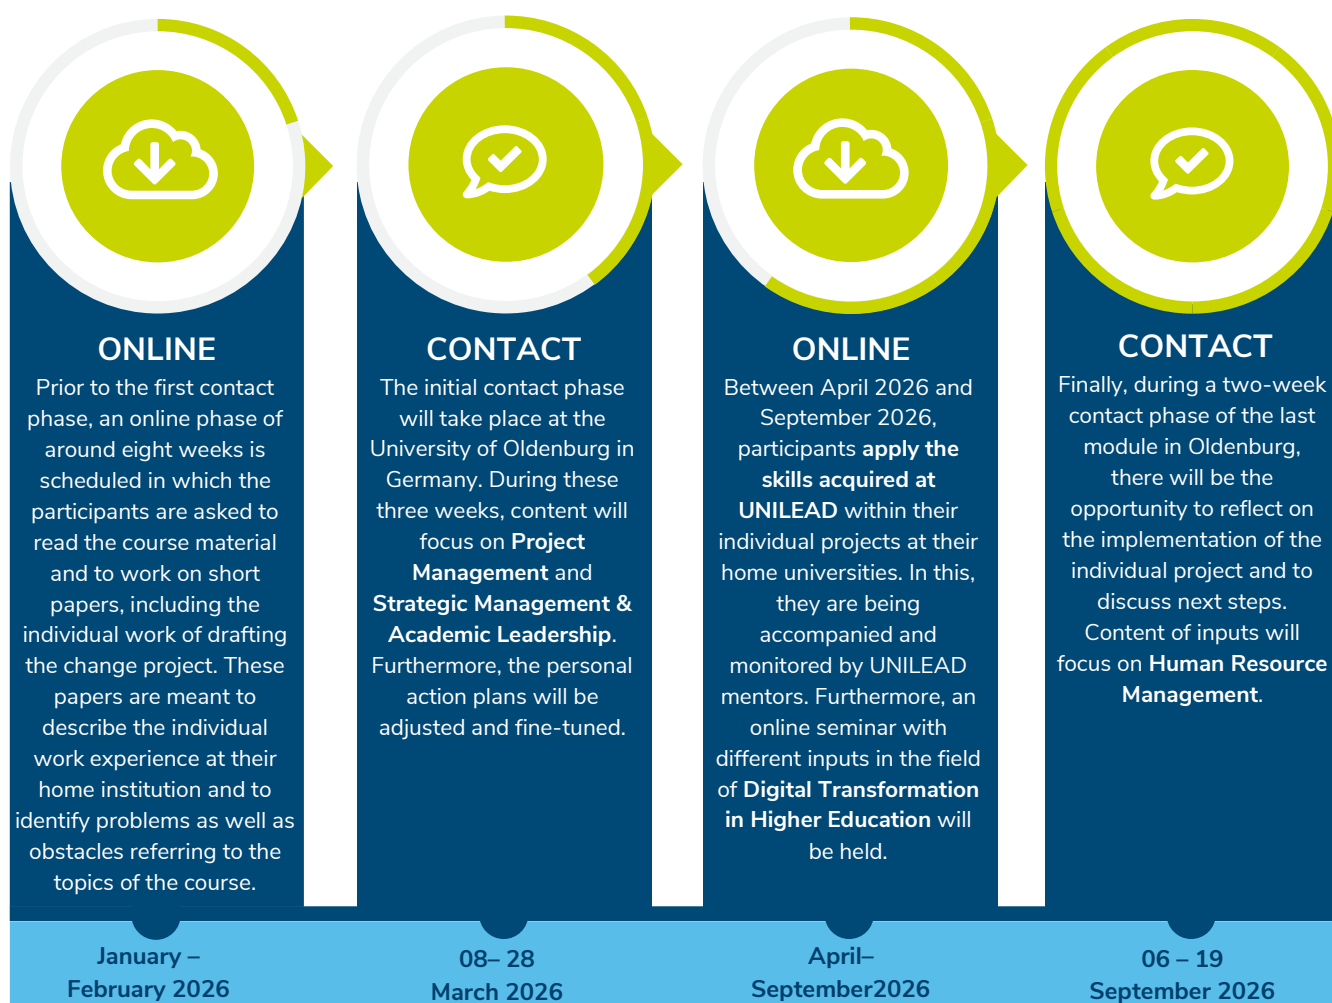 ONLINE
Prior to the first contact
phase, an online phase of
around eight weeks is
scheduled in which the
participants are asked to
read the course material
and to work on short
papers, including the
individual work of drafting
the change project. These
papers are meant to
describe the individual
work experience at their
home institution and to
identify problems as well as
obstacles referring to the
topics of the course.
January –
February 2026
CONTACT
The initial contact phase
will take place at the
University of Oldenburg in
Germany. During these
three weeks, content will
focus on Project
Management and
Strategic Management &
Academic Leadership.
Furthermore, the personal
action plans will be
adjusted and fine-tuned.
08– 28
March 2026
ONLINE
Between April 2026 and
September 2026,
participants apply the
skills acquired at
UNILEAD within their
individual projects at their
home universities. In this,
they are being
accompanied and
monitored by UNILEAD
mentors. Furthermore, an
online seminar with
different inputs in the field
of Digital Transformation
in Higher Education will
be held.
April–
September2026
CONTACT
Finally, during a two-week
contact phase of the last
module in Oldenburg,
there will be the
opportunity to reflect on
the implementation of the
individual project and to
discuss next steps.
Content of inputs will
focus on Human Resource
Management.
06 – 19
September 2026